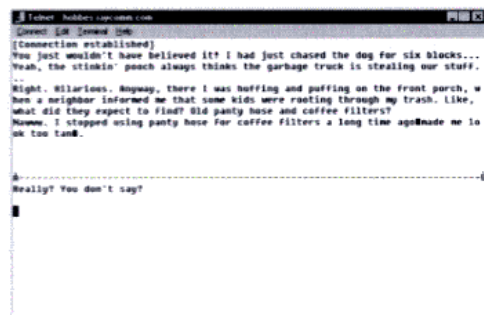 Telnet - hobbes.saycomm.com
Connect Edit Terminal Help
[Connection established]
You just wouldn't have believed it! I had just chased the dog for six blocks...
Yeah, the stinkin' pooch always thinks the garbage truck is stealing our stuff.
..
Right. Hilarious. Anyway, there I was huffing and puffing on the front porch, w
hen a neighbor informed me that some kids were rooting through my trash. Like,
what did they expect to find? Old panty hose and coffee filters?
I stopped using panty hose for coffee filters a long time ago made me lo
ok too tan .
Really? You don't say?